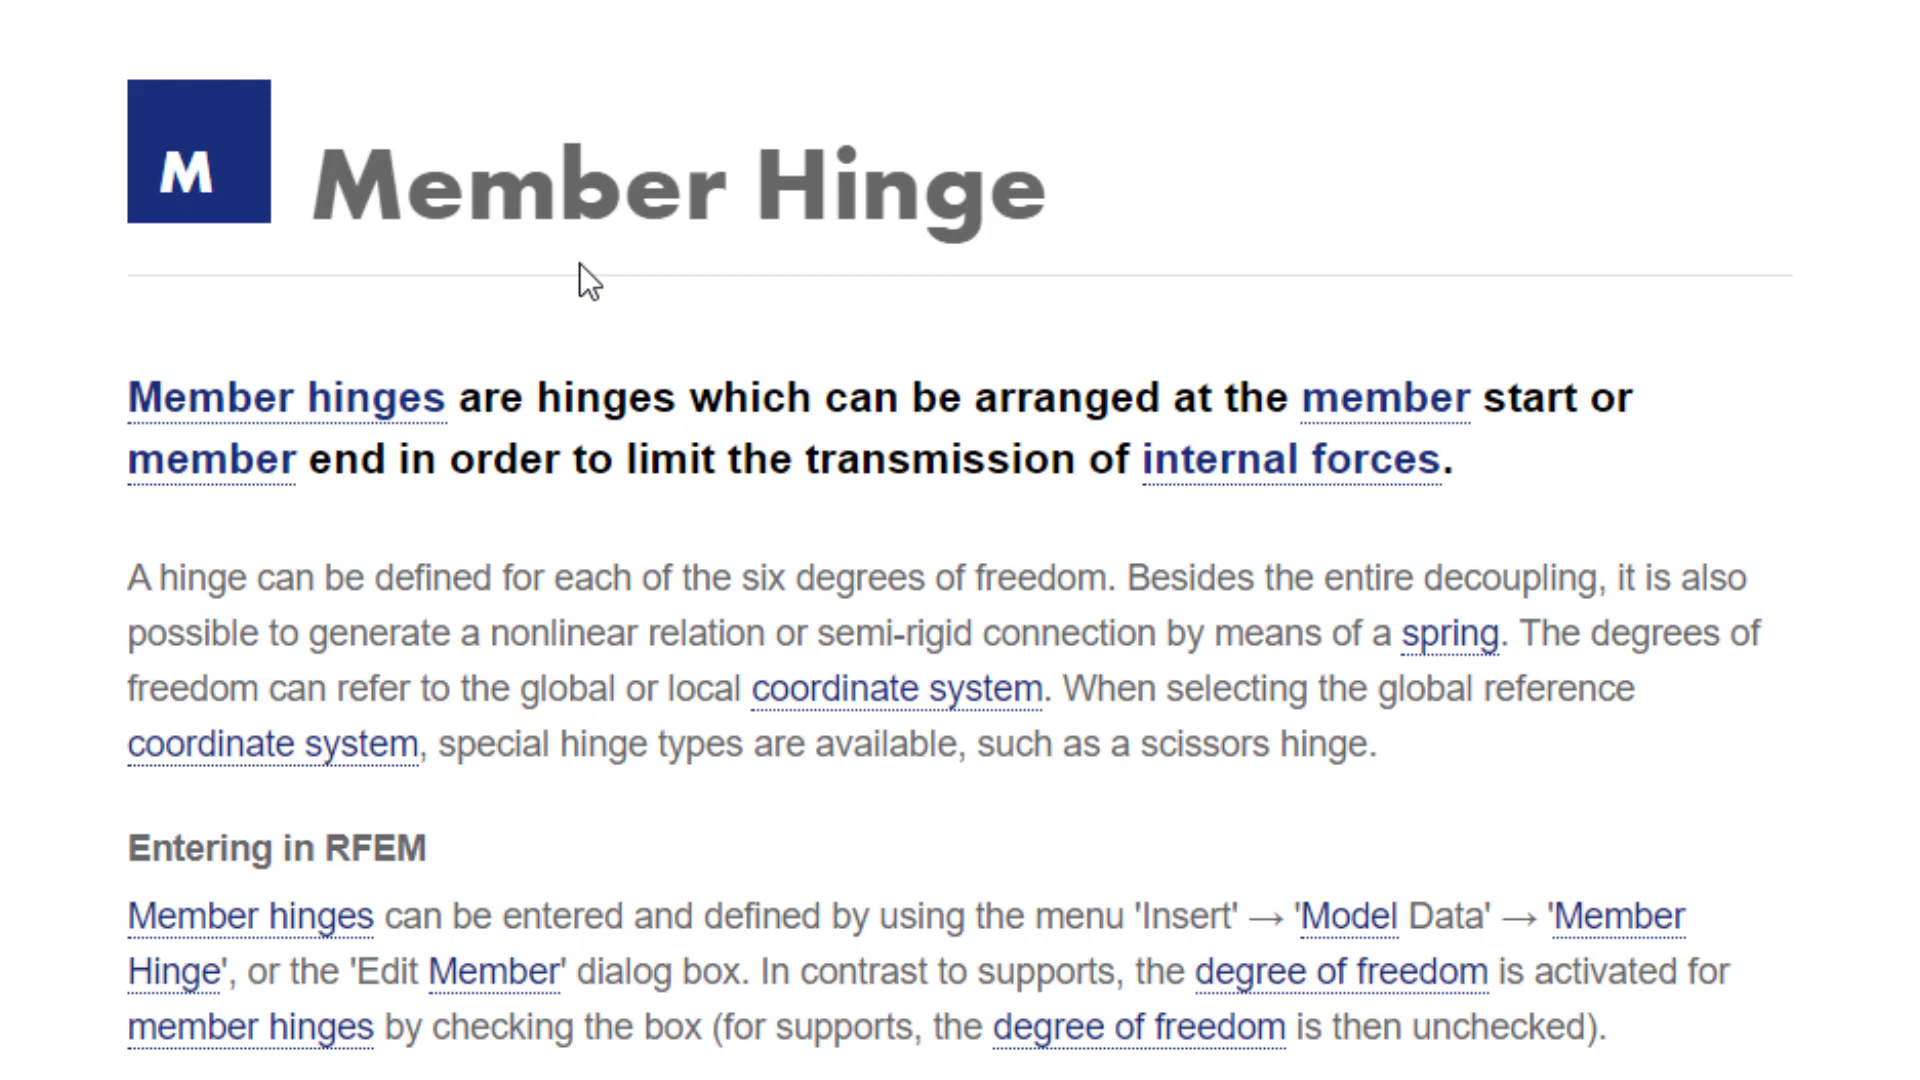 M
Member Hinge
Member hinges are hinges which can be arranged at the member start or
member end in order to limit the transmission of internal forces.
A hinge can be defined for each of the six degrees of freedom. Besides the entire decoupling, it is also
possible to generate a nonlinear relation or semi-rigid connection by means of a spring. The degrees of
freedom can refer to the global or local coordinate system. When selecting the global reference
coordinate system, special hinge types are available, such as a scissors hinge.
Entering in RFEM
Member hinges can be entered and defined by using the menu 'Insert' → 'Model Data' → 'Member
Hinge', or the 'Edit Member' dialog box. In contrast to supports, the degree of freedom is activated for
member hinges by checking the box (for supports, the degree of freedom is then unchecked).